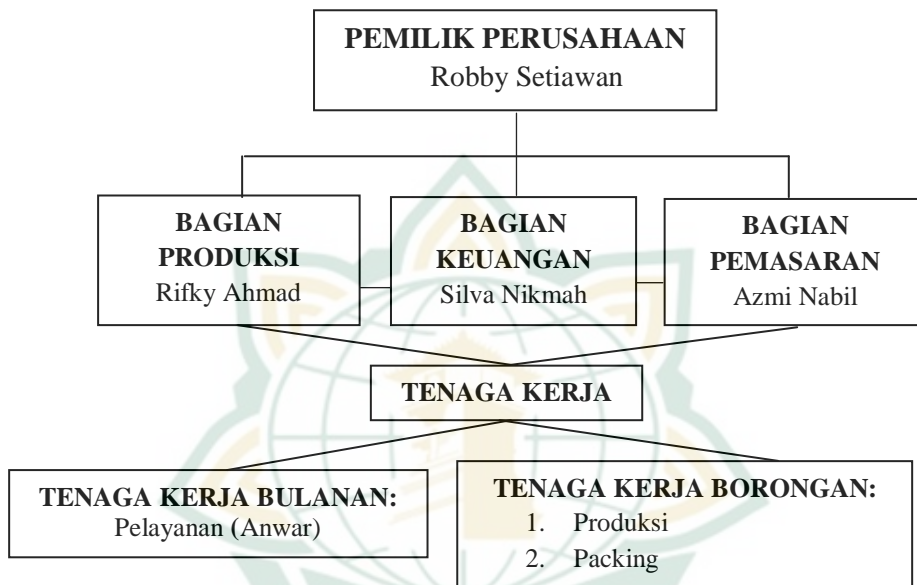 PEMILIK PERUSAHAAN
Robby Setiawan
BAGIAN
PRODUKSI
Rifky Ahmad
BAGIAN
KEUANGAN
Silva Nikmah
BAGIAN
PEMASARAN
Azmi Nabil
TENAGA KERJA
TENAGA KERJA BULANAN:
Pelayanan (Anwar)
TENAGA KERJA BORONGAN:
1. Produksi
2. Packing